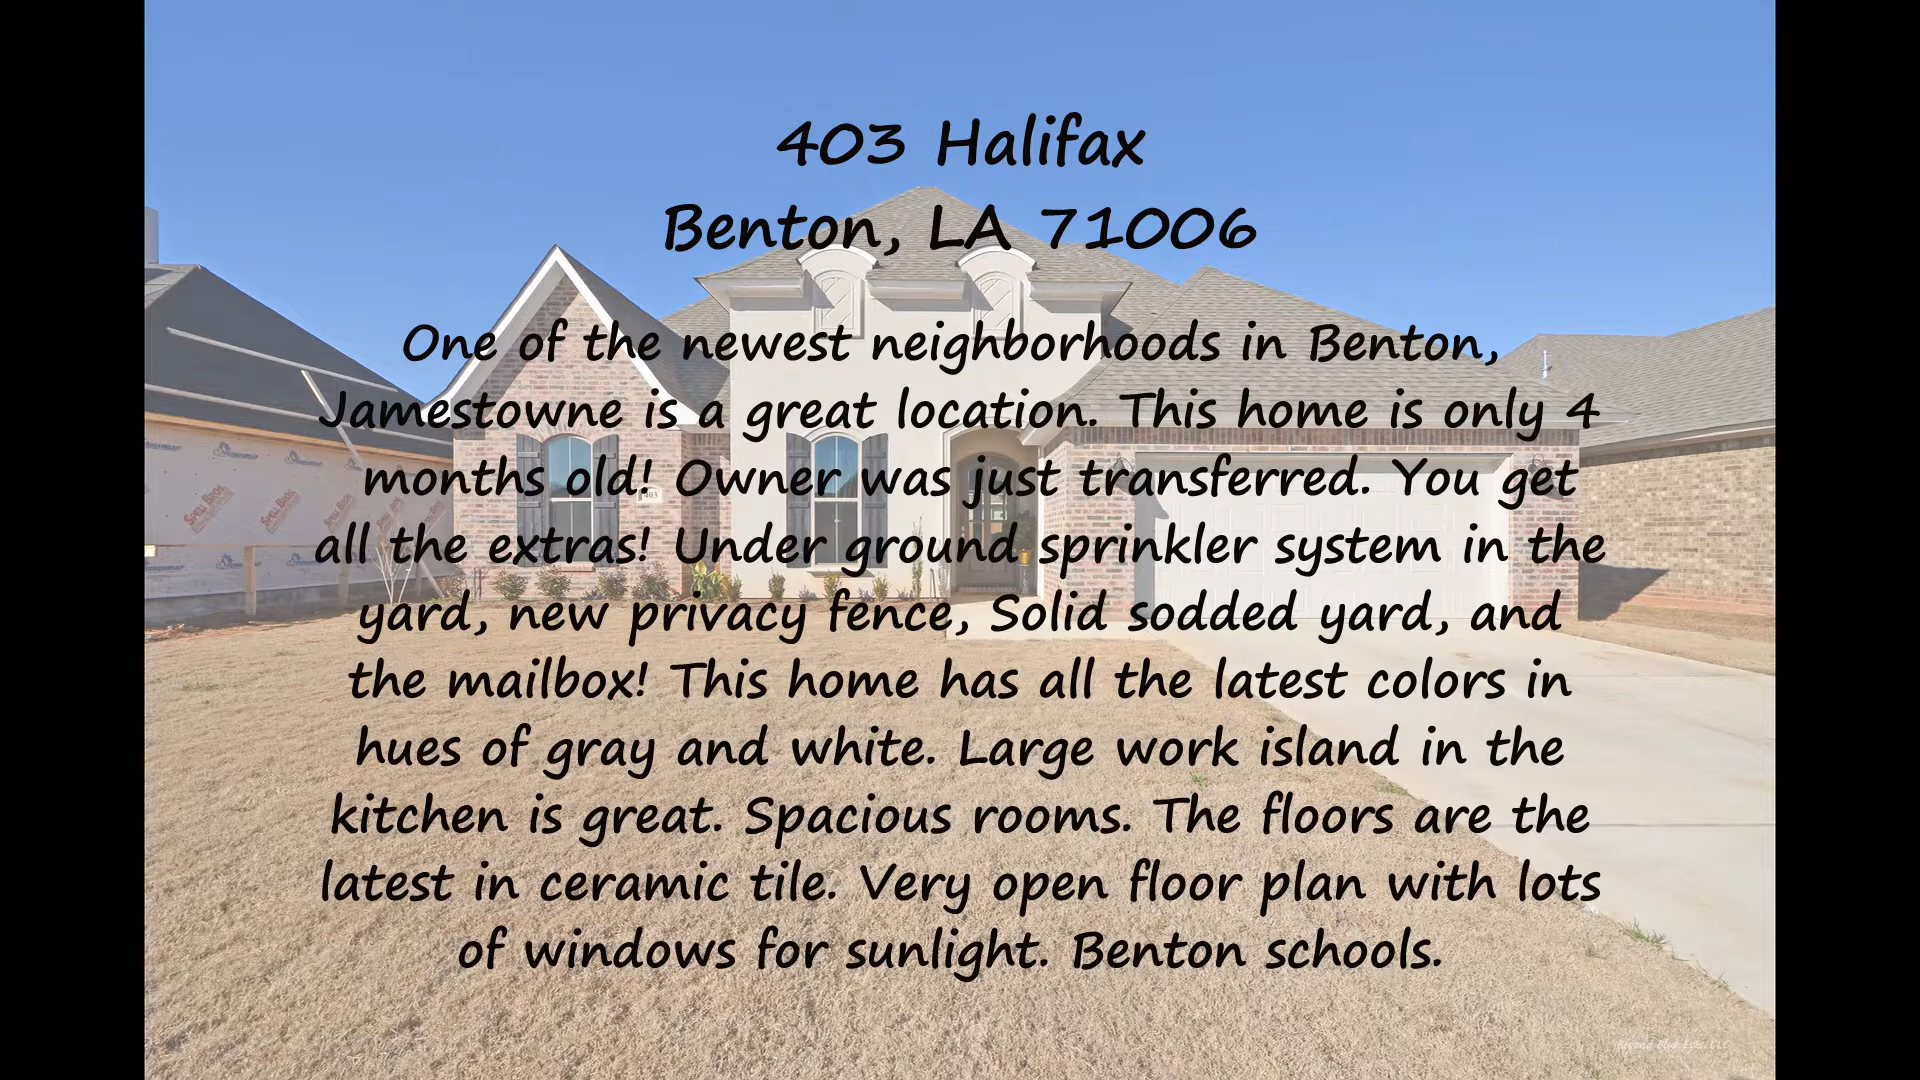 403 Halifax
Benton, LA 71006
One of the newest neighborhoods in Benton,
Jamestowne is a great location. This home is only 4
months old! Owner was just transferred. You get
all the extras! Under ground sprinkler system in the
yard, new privacy fence, Solid sodded yard, and
the mailbox! This home has all the latest colors in
hues of gray and white. Large work island in the
kitchen is great. Spacious rooms. The floors are the
latest in ceramic tile. Very open floor plan with lots
of windows for sunlight. Benton schools.
403